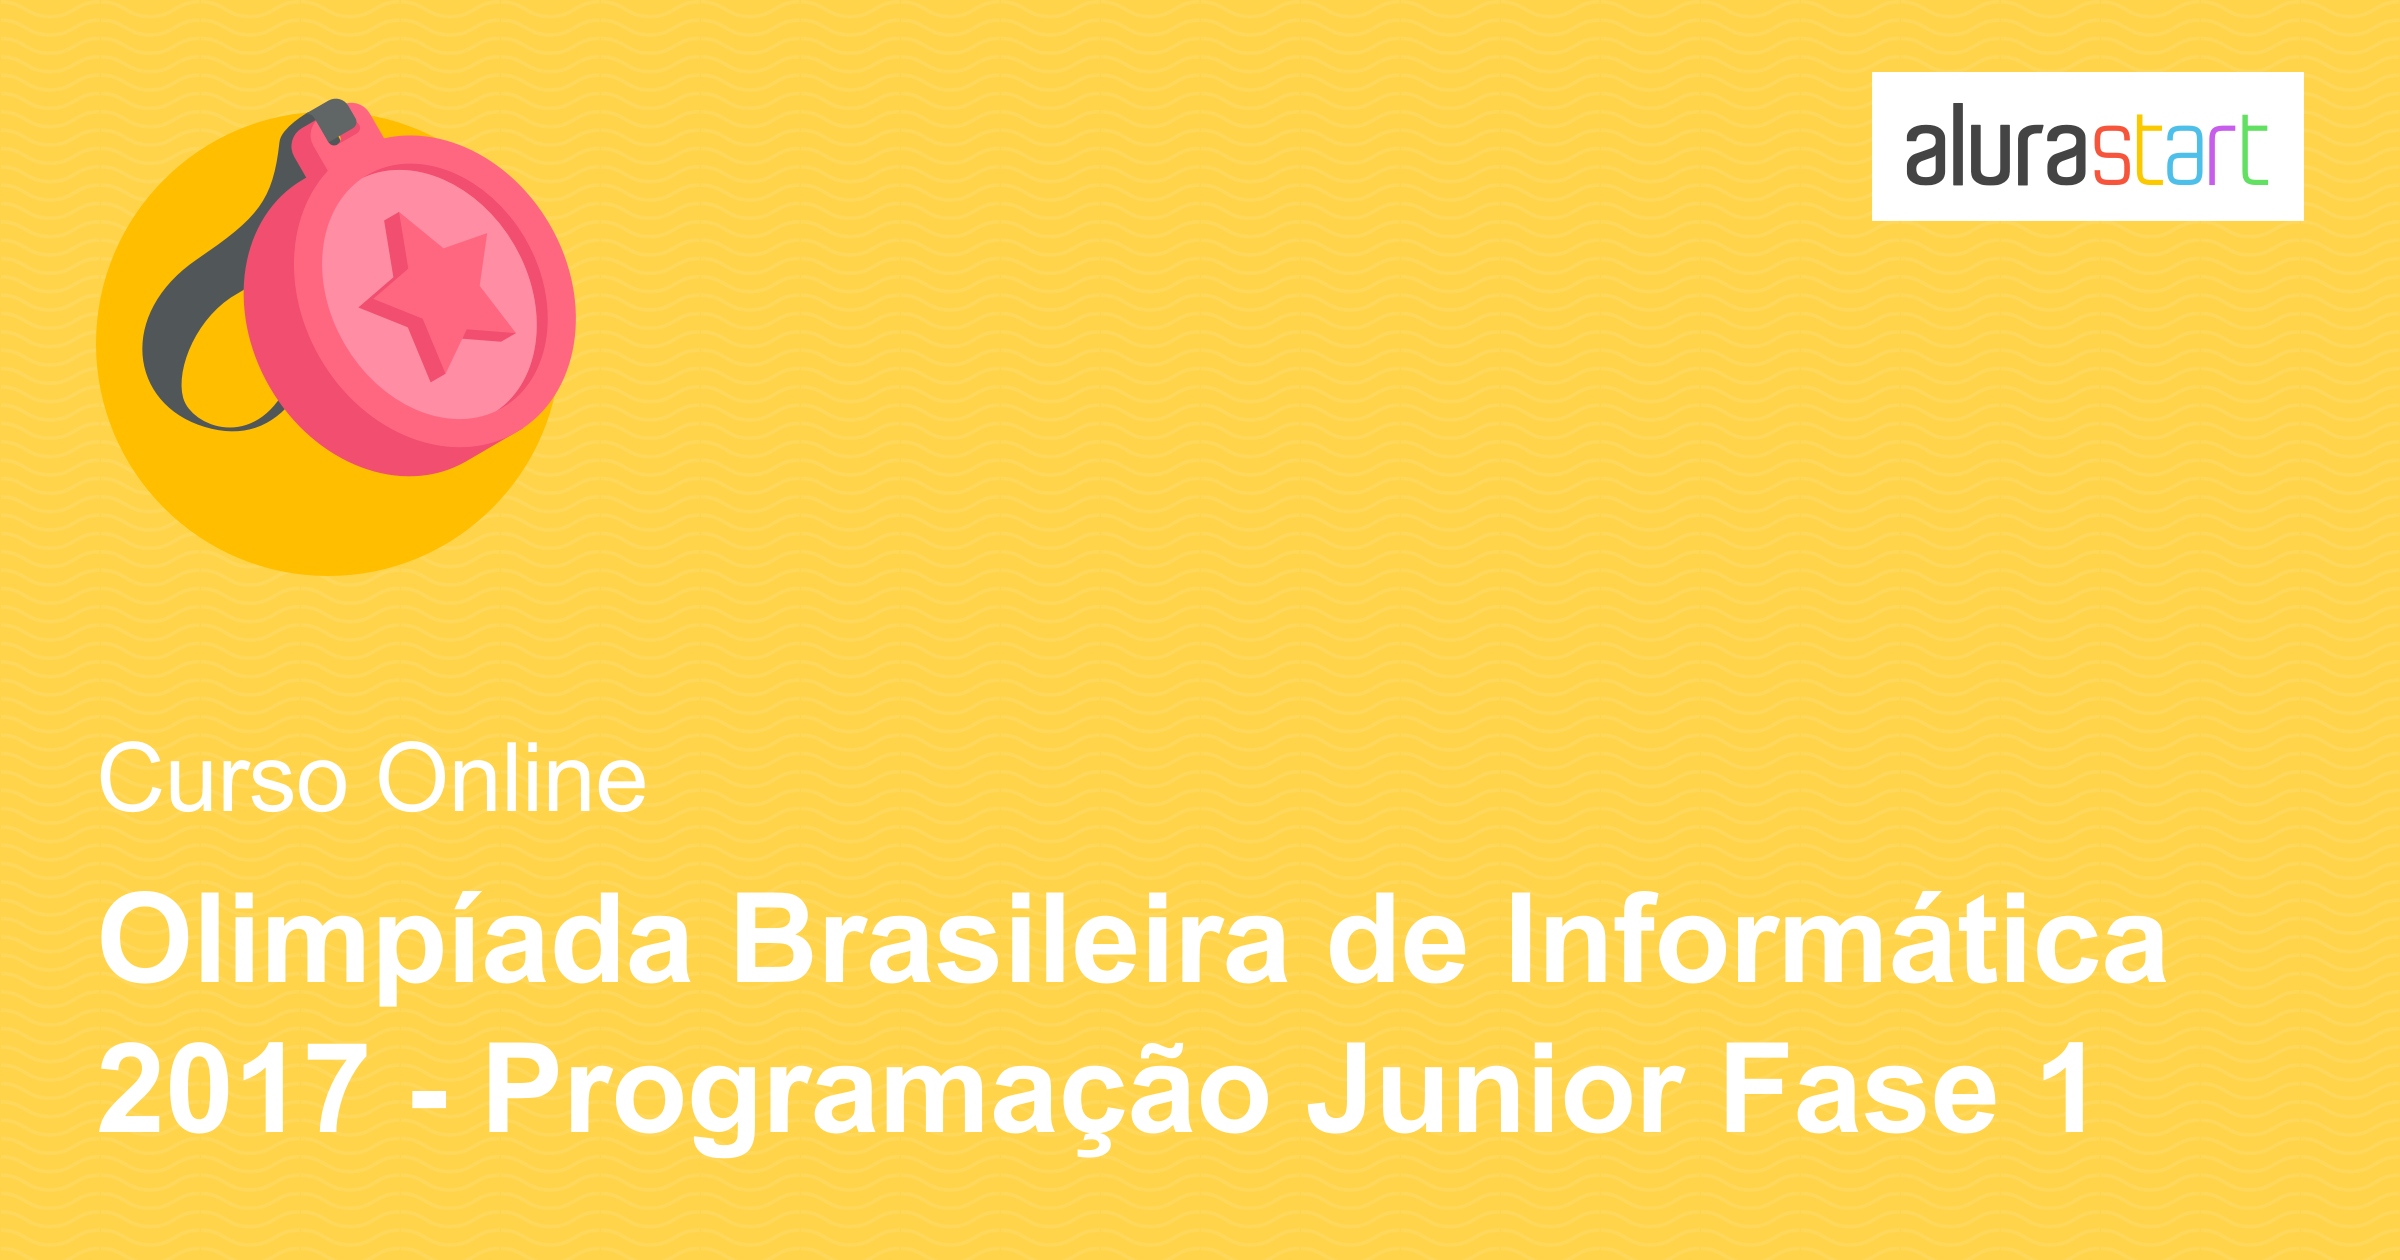 alurastart
Curso Online
Olimpíada Brasileira de Informática
2017 - Programação Junior Fase 1